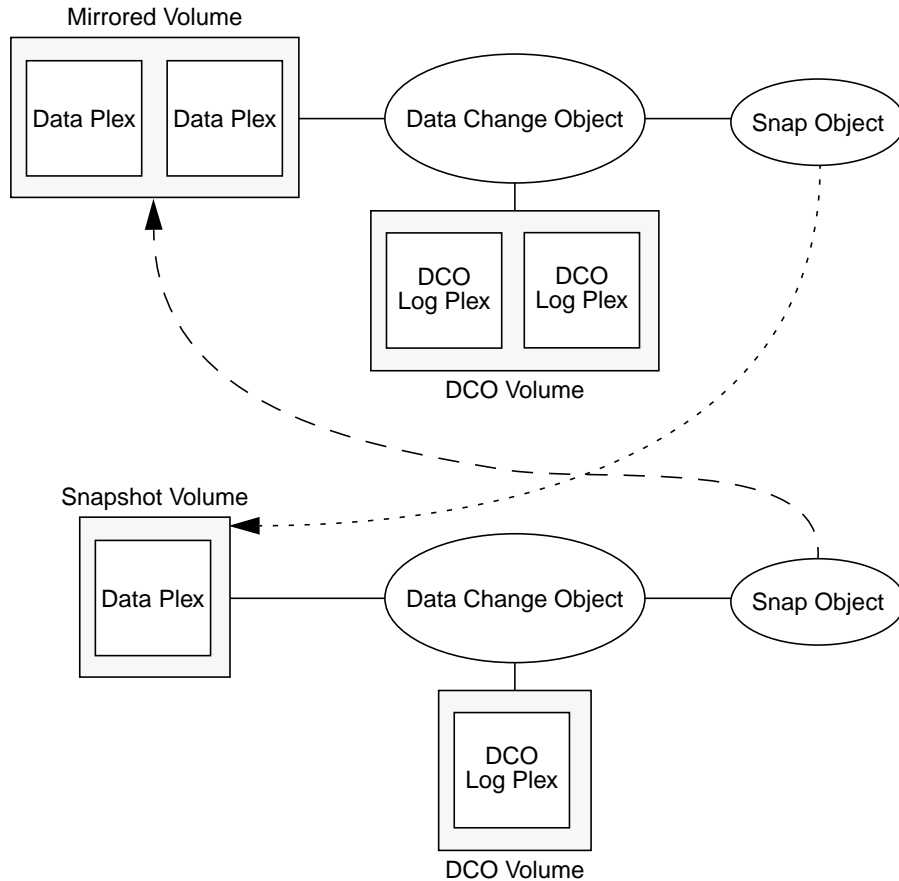 Mirrored Volume
Data Plex
Data Plex
Data Change Object
Snap Object
DCO
Log Plex
DCO
Log Plex
DCO Volume
Snapshot Volume
Data Plex
Data Change Object
Snap Object
DCO
Log Plex
DCO Volume